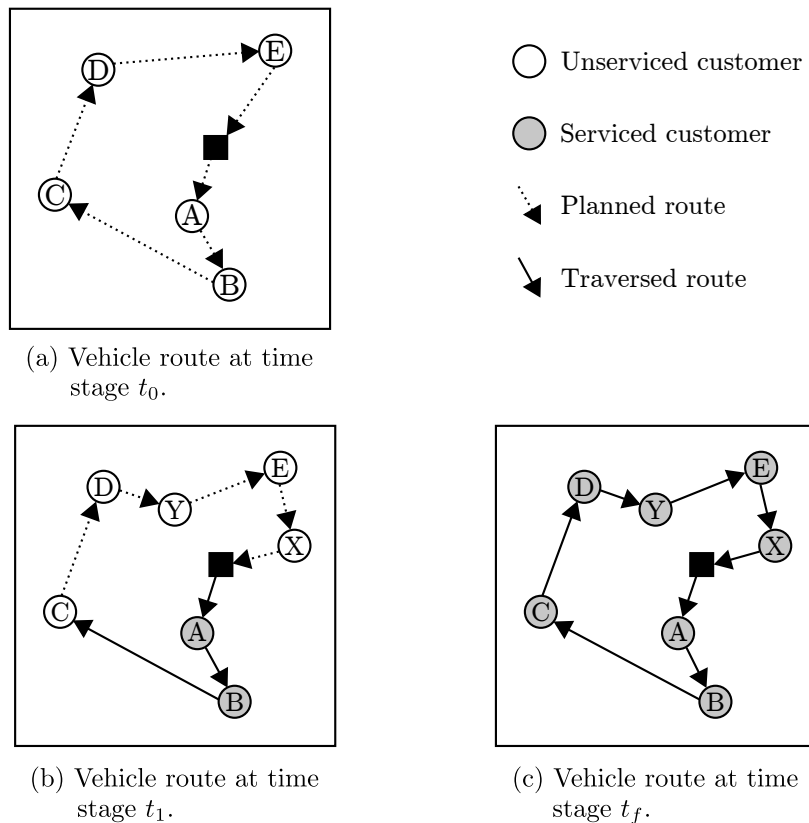 E
D
C
A
B
Unserviced customer
Serviced customer
Planned route
Traversed route
(a) Vehicle route at time
stage t₀.
E
D
Y
X
C
A
B
(b) Vehicle route at time
stage t₁.
E
D
Y
X
C
A
B
(c) Vehicle route at time
stage t_f.